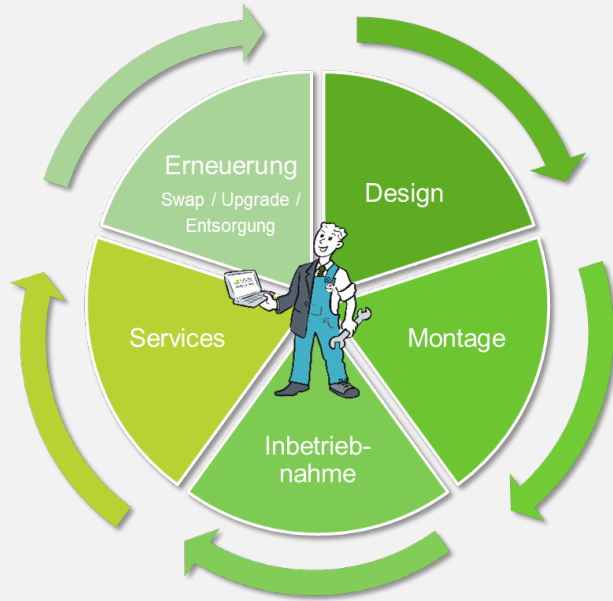 Erneuerung
Swap / Upgrade /
Entsorgung
Design
Montage
Inbetrieb-
nahme
Services